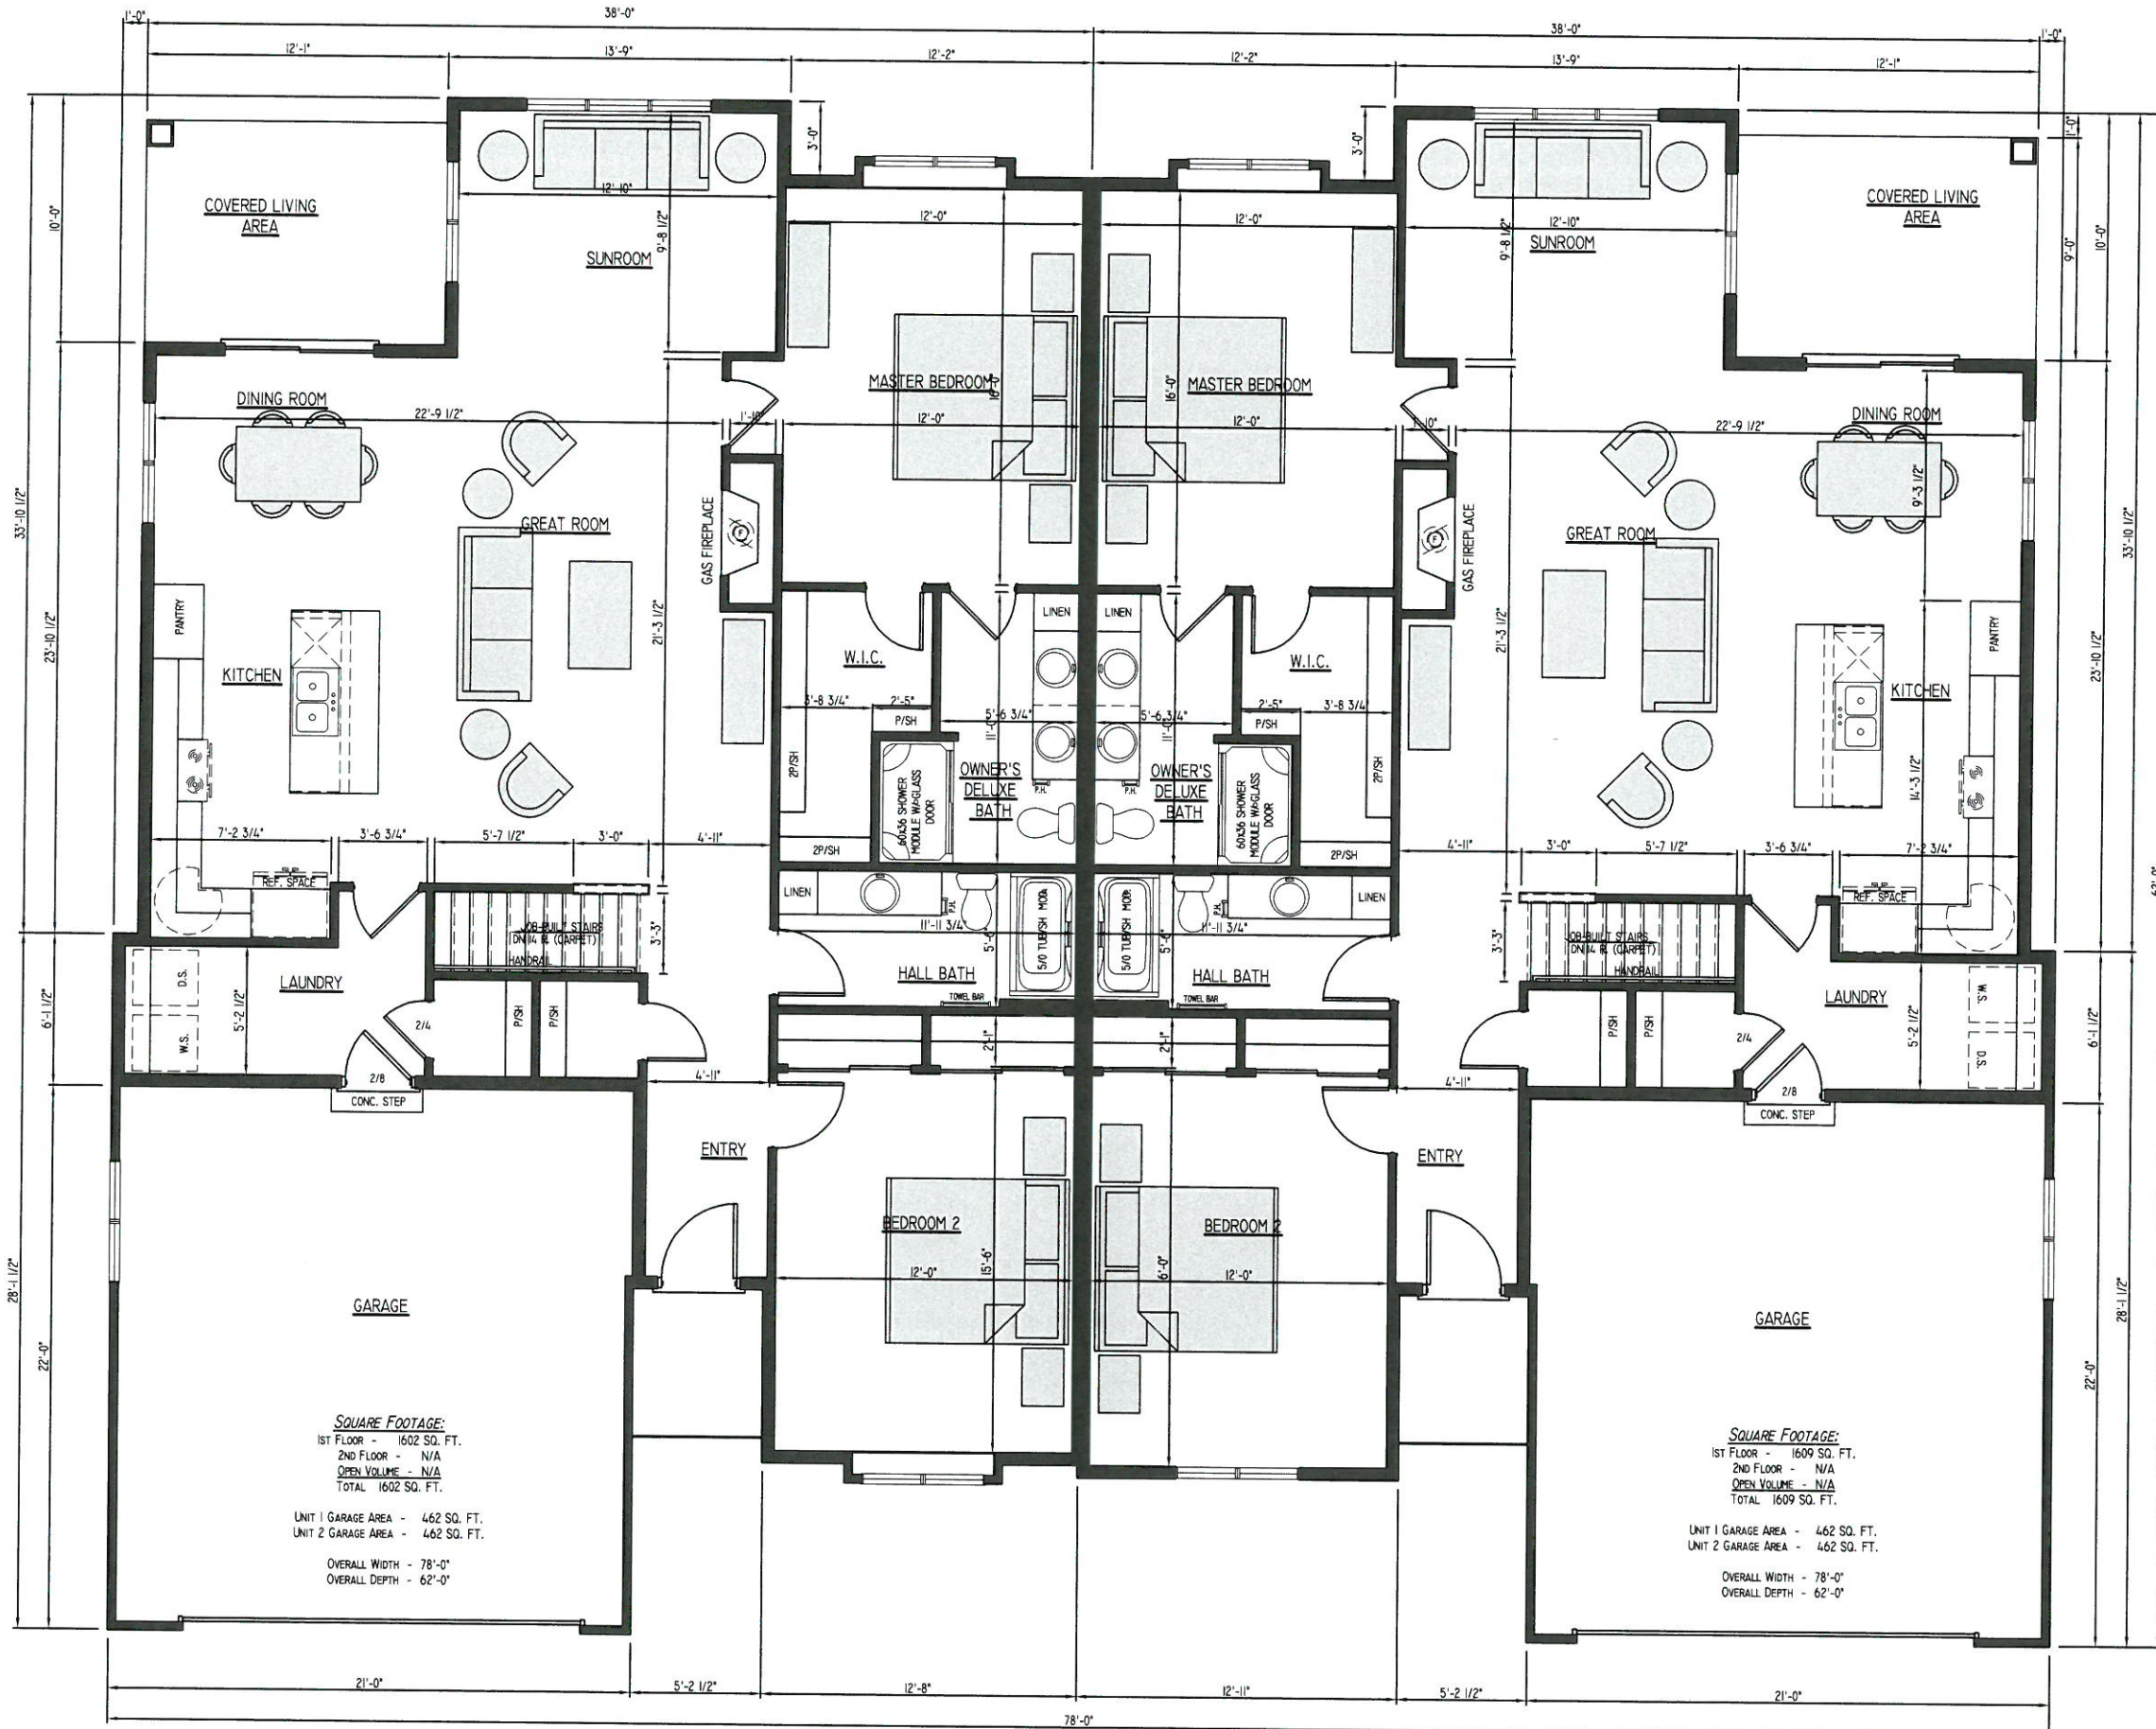 1'-0"
38'-0"
38'-0"
1'-0"
12'-1"
13'-9"
12'-2"
12'-2"
13'-9"
12'-1"
3'-0"
3'-0"
1'-0"
COVERED LIVING
AREA
12'-10"
SUNROOM
9'-8 1/2"
10'-0"
12'-0"
12'-0"
12'-10"
SUNROOM
9'-8 1/2"
COVERED LIVING
AREA
9'-0"
10'-0"
MASTER BEDROOM
16'-0"
12'-0"
MASTER BEDROOM
16'-0"
12'-0"
DINING ROOM
22'-9 1/2"
1'-10"
DINING ROOM
22'-9 1/2"
9'-3 1/2"
33'-10 1/2"
23'-10 1/2"
GREAT ROOM
GAS FIREPLACE
GAS FIREPLACE
GREAT ROOM
33'-10 1/2"
23'-10 1/2"
PANTRY
KITCHEN
21'-3 1/2"
LINEN
LINEN
W.I.C.
W.I.C.
21'-3 1/2"
PANTRY
KITCHEN
14'-3 1/2"
3'-8 3/4"
2'-5"
P/SH
5'-6 3/4"
11'-0"
5'-6 3/4"
11'-0"
2'-5"
P/SH
3'-8 3/4"
2P/SH
2P/SH
60X36 SHOWER
MODULE W/GLASS
DOOR
OWNER'S
DELUXE
BATH
P.H.
P.H.
OWNER'S
DELUXE
BATH
60X36 SHOWER
MODULE W/GLASS
DOOR
2P/SH
2P/SH
7'-2 3/4"
3'-6 3/4"
5'-7 1/2"
3'-0"
4'-11"
4'-11"
3'-0"
5'-7 1/2"
3'-6 3/4"
7'-2 3/4"
REF. SPACE
LINEN
P.H.
P.H.
LINEN
REF. SPACE
JOB-BUILT STAIRS
DN 14 R. (CARPET)
HANDRAIL
3'-3"
11'-11 3/4"
5'-6"
5/0 TUB/SH MOD.
5/0 TUB/SH MOD.
11'-11 3/4"
5'-6"
3'-3"
JOB-BUILT STAIRS
DN 14 R. (CARPET)
HANDRAIL
HALL BATH
TOWEL BAR
HALL BATH
TOWEL BAR
D.S.
W.S.
LAUNDRY
5'-2 1/2"
6'-1 1/2"
2/4
P/SH
P/SH
2/8
CONC. STEP
2'-1"
2'-1"
P/SH
P/SH
2/4
LAUNDRY
5'-2 1/2"
W.S.
D.S.
6'-1 1/2"
2/8
CONC. STEP
4'-11"
4'-11"
ENTRY
ENTRY
BEDROOM 2
12'-0"
15'-6"
BEDROOM 2
12'-0"
16'-0"
28'-1 1/2"
22'-0"
GARAGE
GARAGE
22'-0"
28'-1 1/2"
SQUARE FOOTAGE:
1ST FLOOR - 1602 SQ. FT.
2ND FLOOR - N/A
OPEN VOLUME - N/A
TOTAL 1602 SQ. FT.
UNIT 1 GARAGE AREA - 462 SQ. FT.
UNIT 2 GARAGE AREA - 462 SQ. FT.
OVERALL WIDTH - 78'-0"
OVERALL DEPTH - 62'-0"
SQUARE FOOTAGE:
1ST FLOOR - 1609 SQ. FT.
2ND FLOOR - N/A
OPEN VOLUME - N/A
TOTAL 1609 SQ. FT.
UNIT 1 GARAGE AREA - 462 SQ. FT.
UNIT 2 GARAGE AREA - 462 SQ. FT.
OVERALL WIDTH - 78'-0"
OVERALL DEPTH - 62'-0"
21'-0"
5'-2 1/2"
12'-8"
12'-11"
5'-2 1/2"
21'-0"
78'-0"